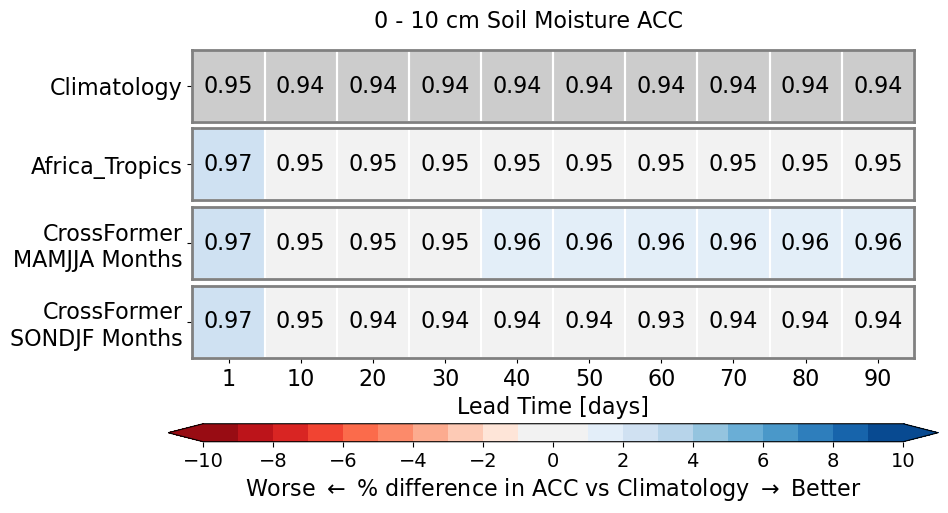 0 - 10 cm Soil Moisture ACC
Climatology 0.95 0.94 0.94 0.94 0.94 0.94 0.94 0.94 0.94 0.94
Africa_Tropics 0.97 0.95 0.95 0.95 0.95 0.95 0.95 0.95 0.95 0.95
CrossFormer
MAMJJA Months 0.97 0.95 0.95 0.95 0.96 0.96 0.96 0.96 0.96 0.96
CrossFormer
SONDJF Months 0.97 0.95 0.94 0.94 0.94 0.94 0.93 0.94 0.94 0.94
1 10 20 30 40 50 60 70 80 90
Lead Time [days]
−10 −8 −6 −4 −2 0 2 4 6 8 10
Worse ← % difference in ACC vs Climatology → Better